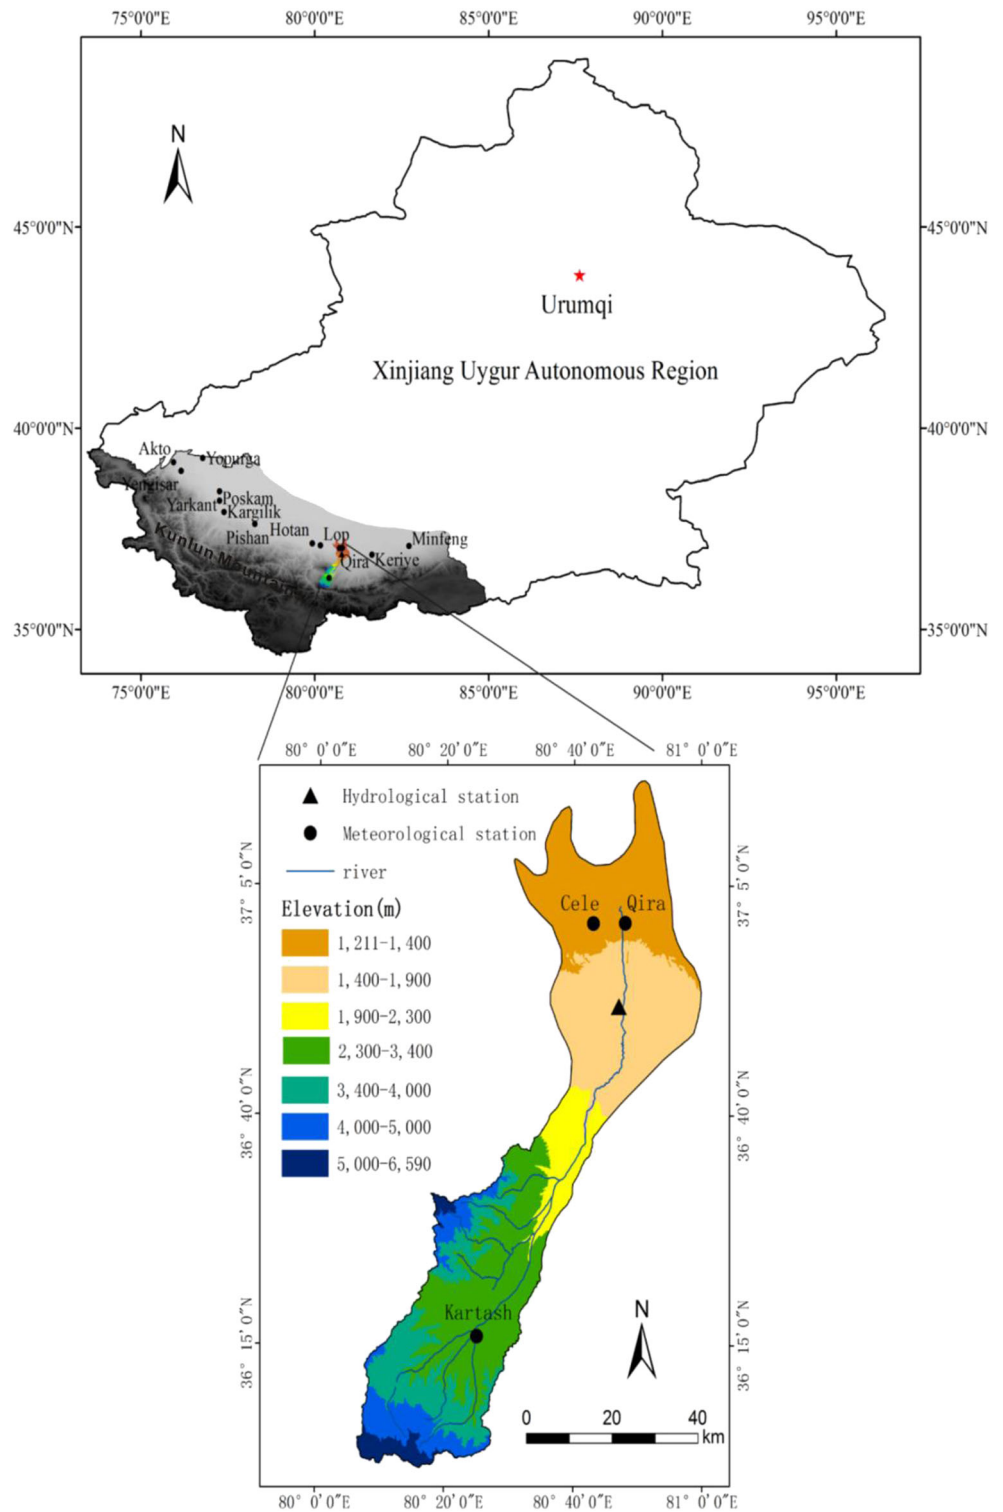 75°0'0"E 80°0'0"E 85°0'0"E 90°0'0"E 95°0'0"E
N
45°0'0"N 45°0'0"N
Urumqi
Xinjiang Uygur Autonomous Region
40°0'0"N 40°0'0"N
Akto
Yopurga
Yengisar
Poskam
Yarkant
Kargilik
Pishan
Hotan
Lop
Minfeng
Qira
Keriye
Kunlun Mountains
35°0'0"N 35°0'0"N
75°0'0"E 80°0'0"E 85°0'0"E 90°0'0"E 95°0'0"E
80° 0′0″E 80° 20′0″E 80° 40′0″E 81° 0′0″E
Hydrological station
Meteorological station
river
37° 5′0″N 37° 5′0″N
Elevation(m)
1,211-1,400
1,400-1,900
1,900-2,300
2,300-3,400
3,400-4,000
4,000-5,000
5,000-6,590
Cele Qira
36° 40′0″N 36° 40′0″N
Kartash
36° 15′0″N 36° 15′0″N
N
0 20 40
km
80° 0′0″E 80° 20′0″E 80° 40′0″E 81° 0′0″E